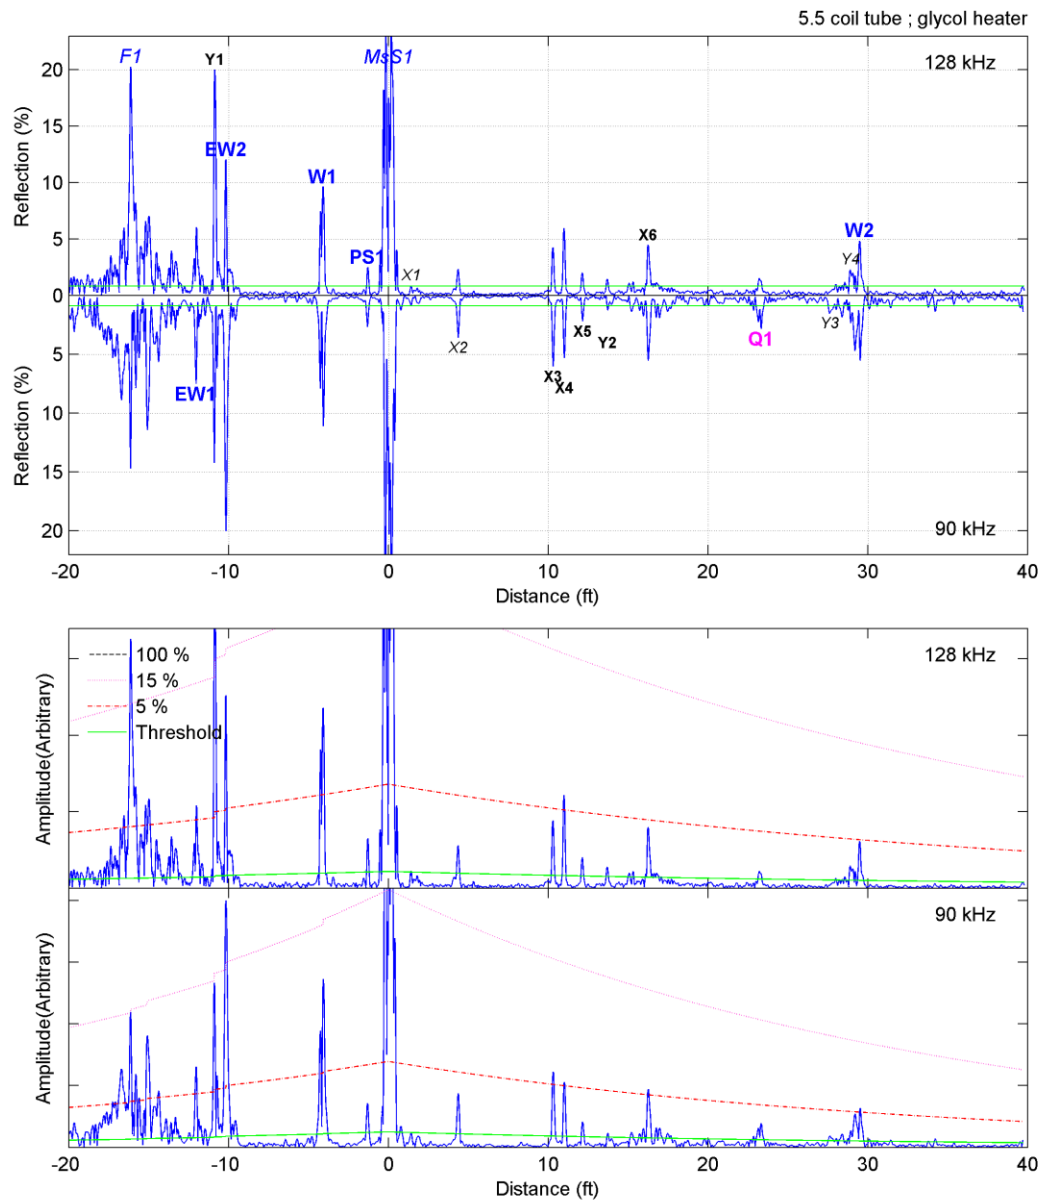 5.5 coil tube ; glycol heater
F1
Y1
MsS1
128 kHz
20
EW2
15
W1
10
X6
W2
5
PS1
X1
Y4
0
Reflection (%)
X5
Y3
X2
Y2
Q1
5
X3
EW1
X4
10
15
90 kHz
20
Reflection (%)
-20
-10
0
10
20
30
40
Distance (ft)
100 %
128 kHz
15 %
5 %
Threshold
Amplitude(Arbitrary)
90 kHz
Amplitude(Arbitrary)
-20
-10
0
10
20
30
40
Distance (ft)